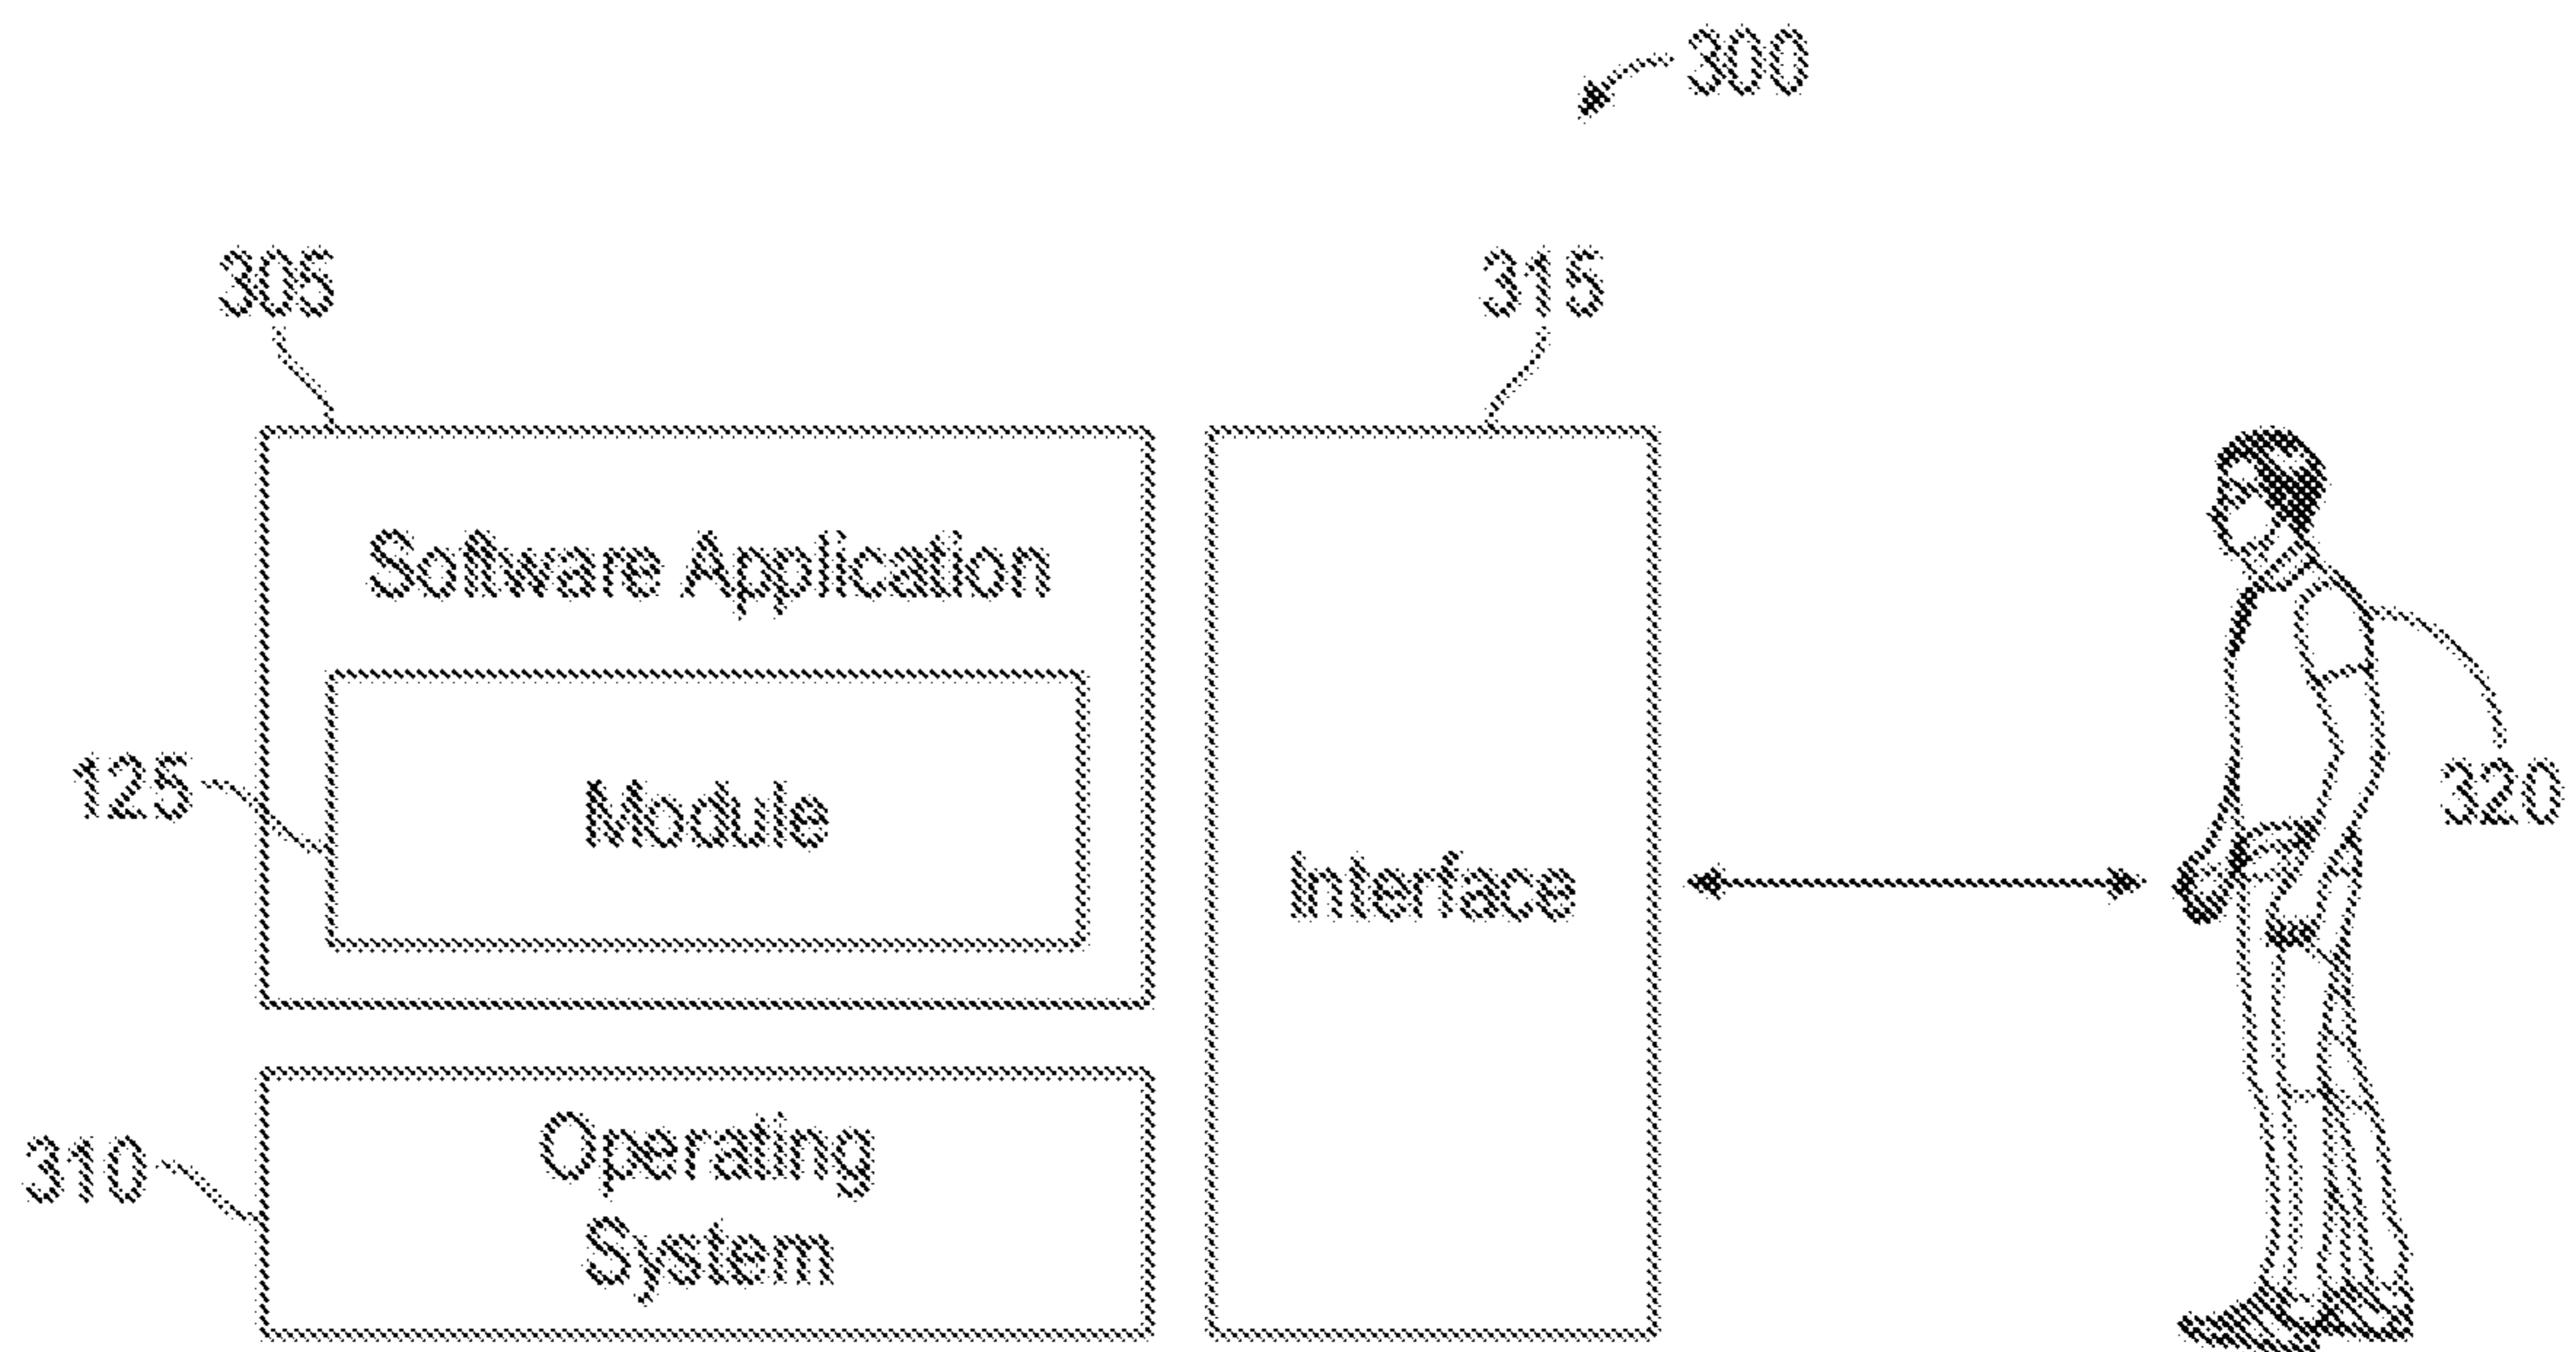 300
305
315
Software Application
125
Module
320
Interface
310
Operating
System